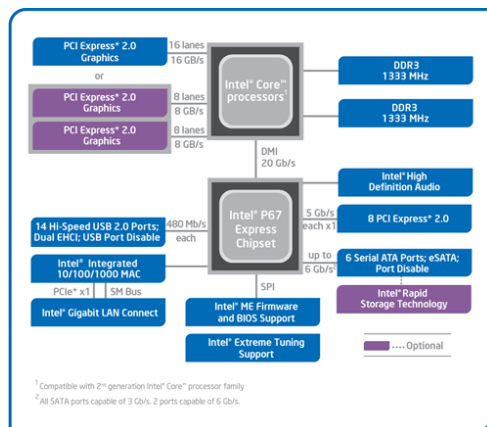 PCI Express* 2.0
Graphics
16 lanes
16 GB/s
or
PCI Express* 2.0
Graphics
8 lanes
8 GB/s
PCI Express* 2.0
Graphics
8 lanes
8 GB/s
Intel® Core™
processors¹
DDR3
1333 MHz
DDR3
1333 MHz
DMI
20 Gb/s
Intel® P67
Express
Chipset
Intel® High
Definition Audio
5 Gb/s
each x1
8 PCI Express* 2.0
14 Hi-Speed USB 2.0 Ports;
Dual EHCI; USB Port Disable
480 Mb/s
each
Intel® Integrated
10/100/1000 MAC
PCIe* x1
SM Bus
Intel® Gigabit LAN Connect
up to
6 Gb/s²
6 Serial ATA Ports; eSATA;
Port Disable
Intel® Rapid
Storage Technology
SPI
Intel® ME Firmware
and BIOS Support
Intel® Extreme Tuning
Support
.... Optional
¹ Compatible with 2nd generation Intel® Core™ processor family
² All SATA ports capable of 3 Gb/s. 2 ports capable of 6 Gb/s.